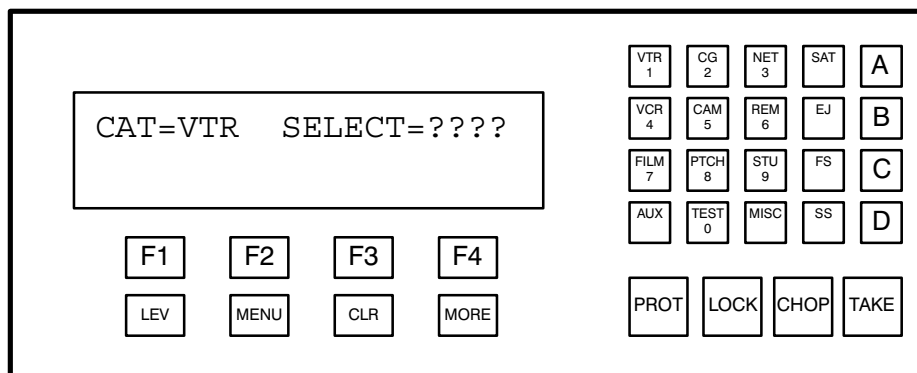 CAT=VTR SELECT=????
F1 F2 F3 F4
LEV MENU CLR MORE
VTR 1
CG 2
NET 3
SAT
A
VCR 4
CAM 5
REM 6
EJ
B
FILM 7
PTCH 8
STU 9
FS
C
AUX
TEST 0
MISC
SS
D
PROT LOCK CHOP TAKE